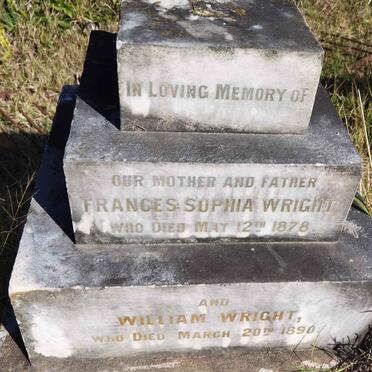 IN LOVING MEMORY OF
OUR MOTHER AND FATHER
FRANCES SOPHIA WRIGHT
WHO DIED MAY 12TH 1878
AND
WILLIAM WRIGHT,
WHO DIED MARCH 20TH 1890